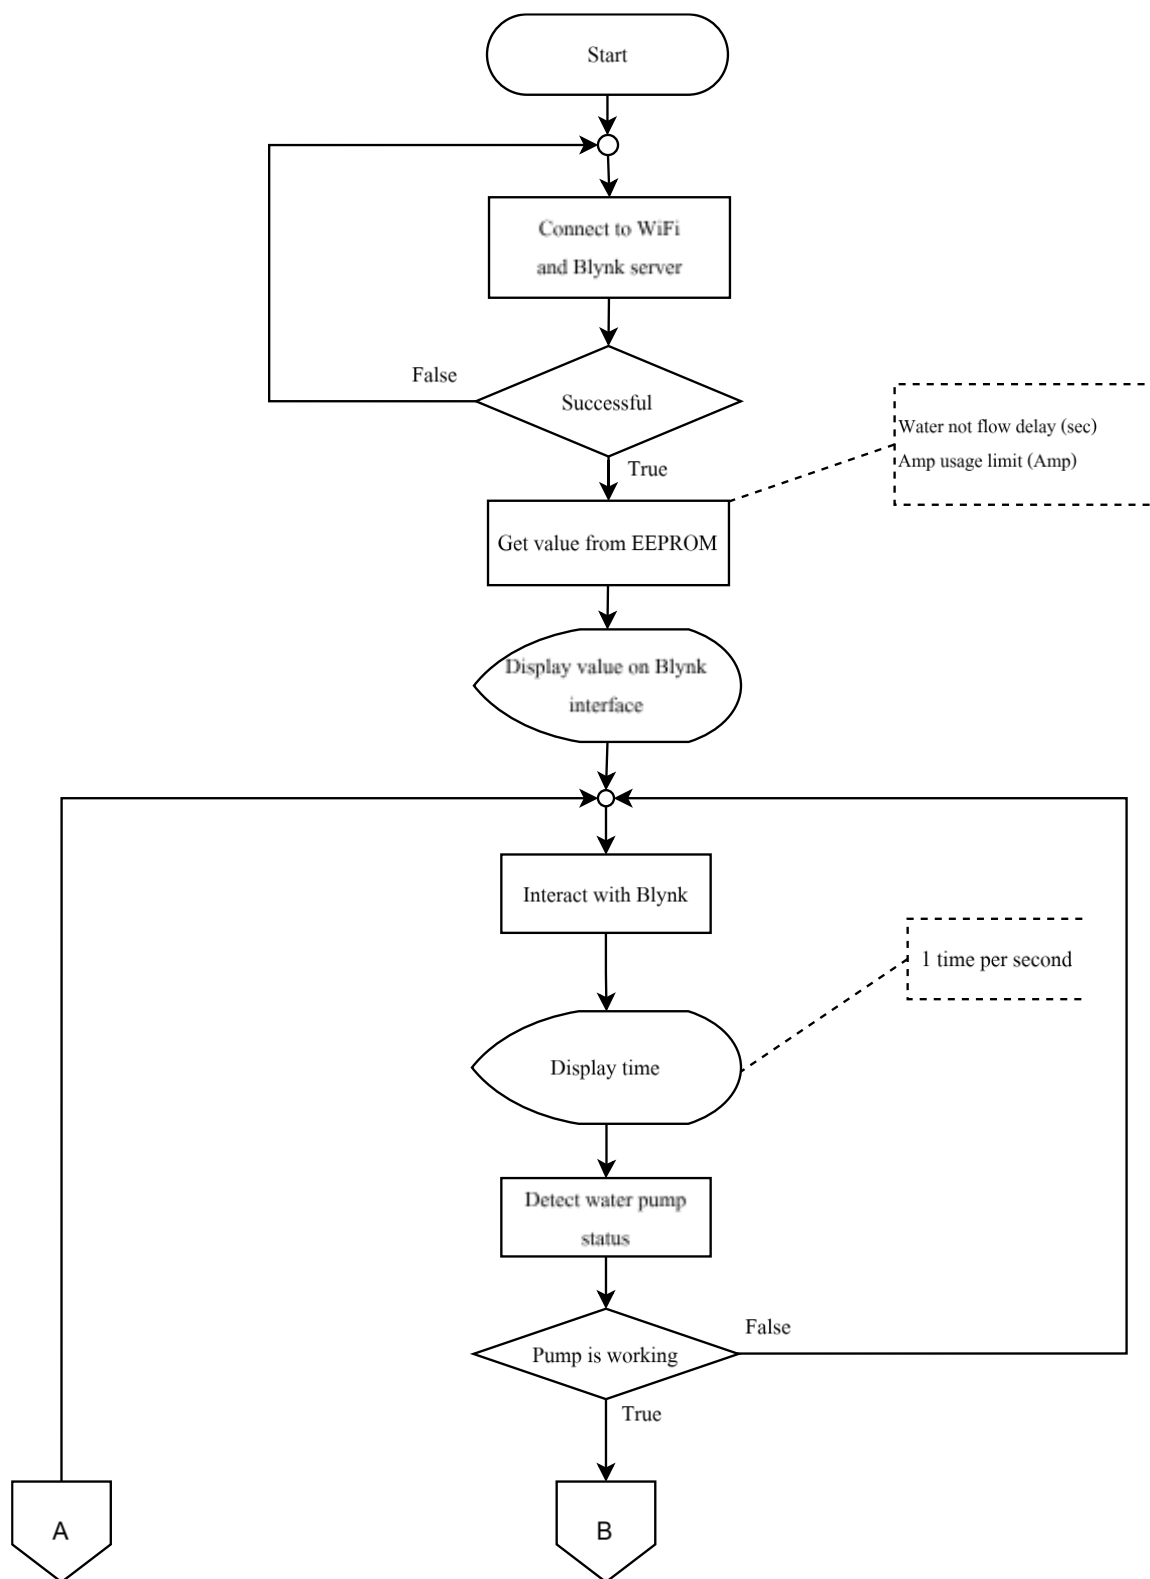 Start
Connect to WiFi
and Blynk server
False
Successful
True
Water not flow delay (sec)
Amp usage limit (Amp)
Get value from EEPROM
Display value on Blynk
interface
Interact with Blynk
1 time per second
Display time
Detect water pump
status
False
Pump is working
True
A
B